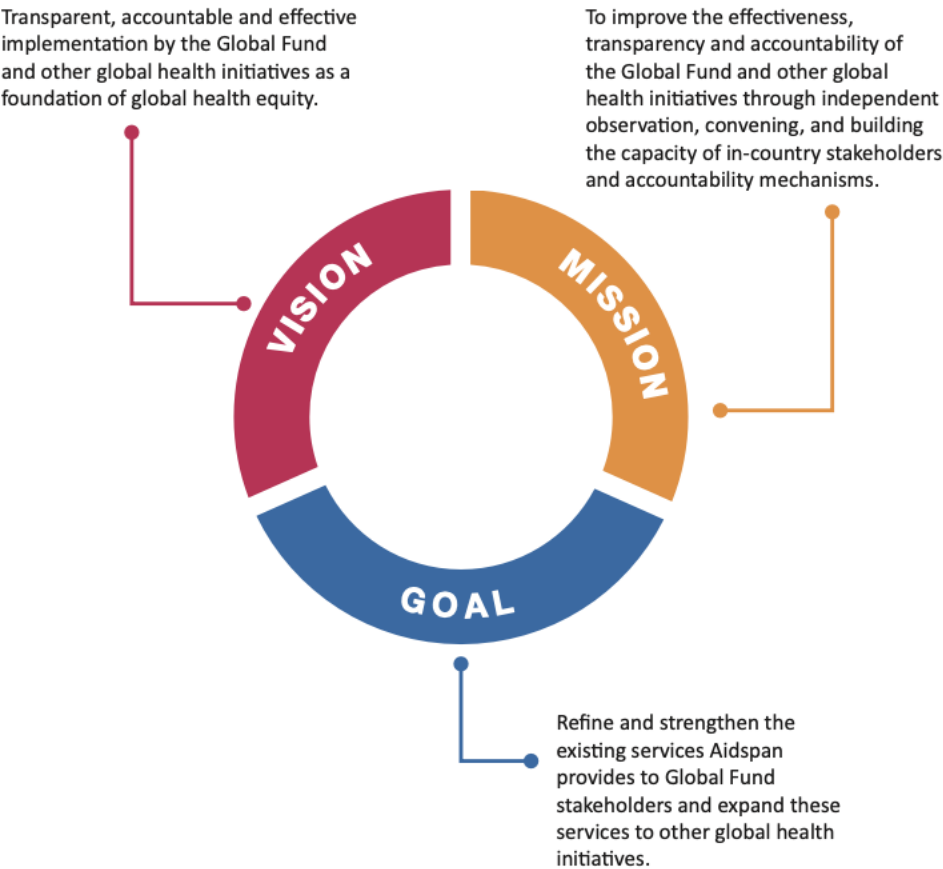 Transparent, accountable and effective
implementation by the Global Fund
and other global health initiatives as a
foundation of global health equity.
To improve the effectiveness,
transparency and accountability of
the Global Fund and other global
health initiatives through independent
observation, convening, and building
the capacity of in-country stakeholders
and accountability mechanisms.
VISION
MISSION
GOAL
Refine and strengthen the
existing services Aidspan
provides to Global Fund
stakeholders and expand these
services to other global health
initiatives.